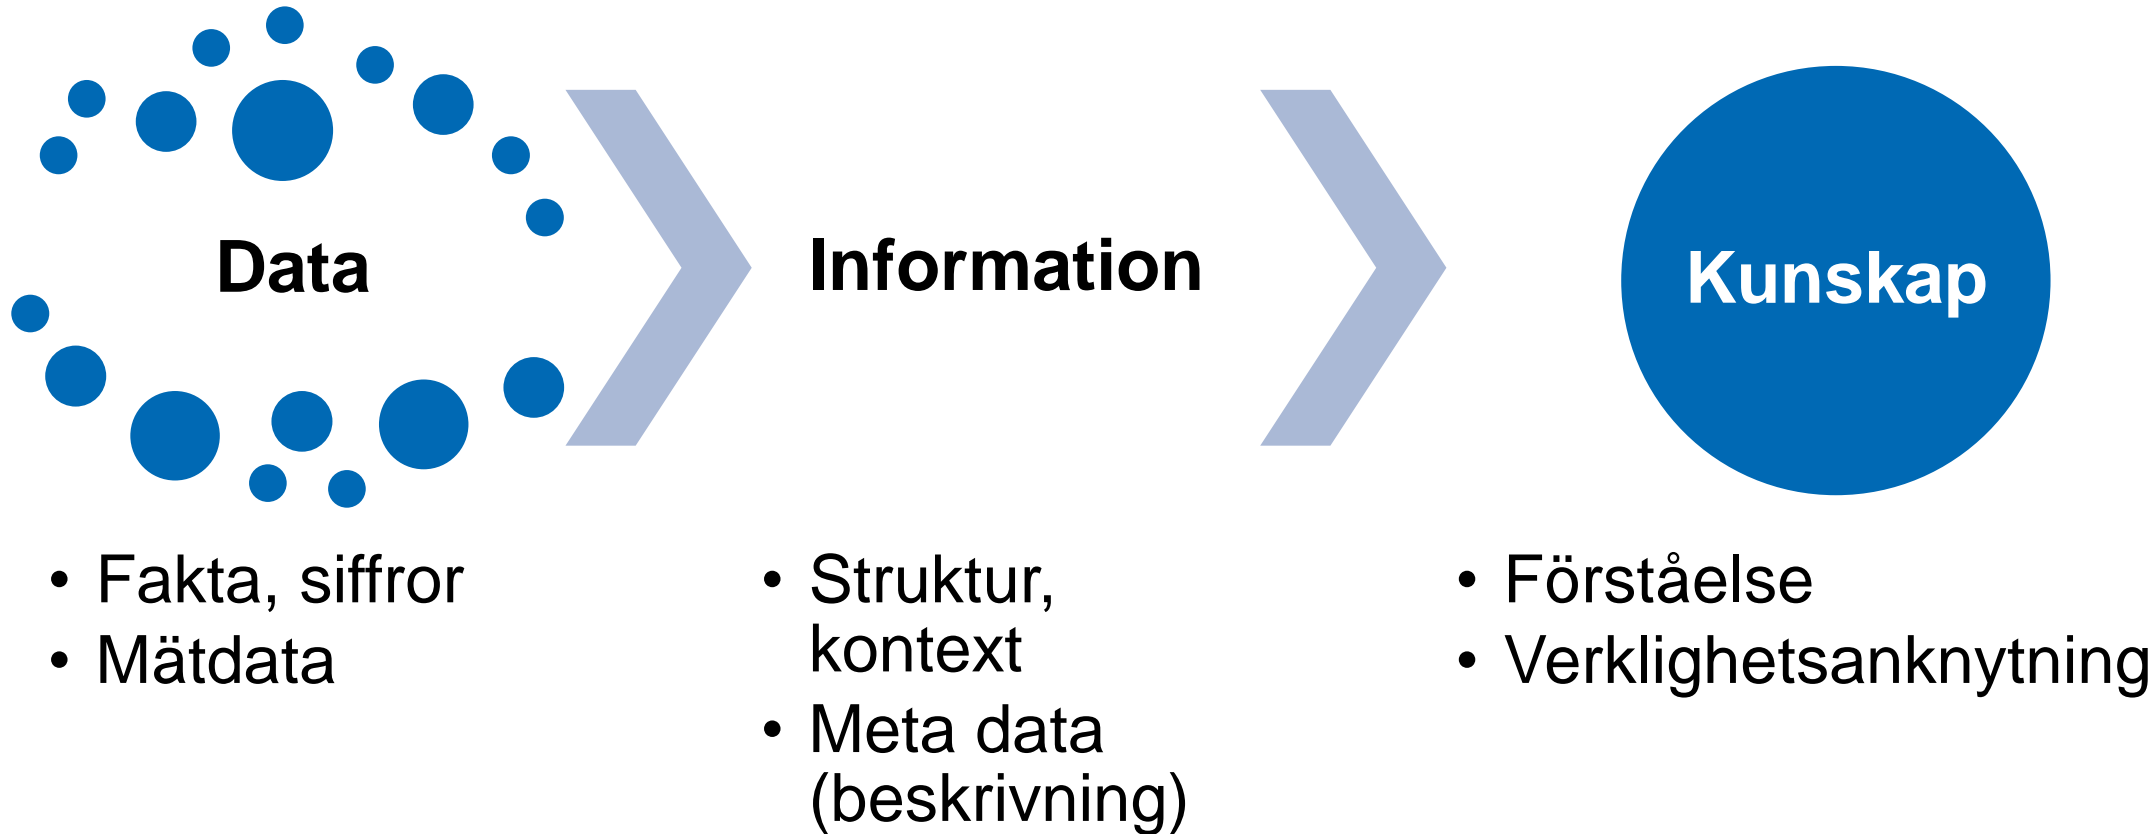 Data
• Fakta, siffror
• Mätdata
Information
• Struktur,
kontext
• Meta data
(beskrivning)
Kunskap
• Förståelse
• Verklighetsanknytning